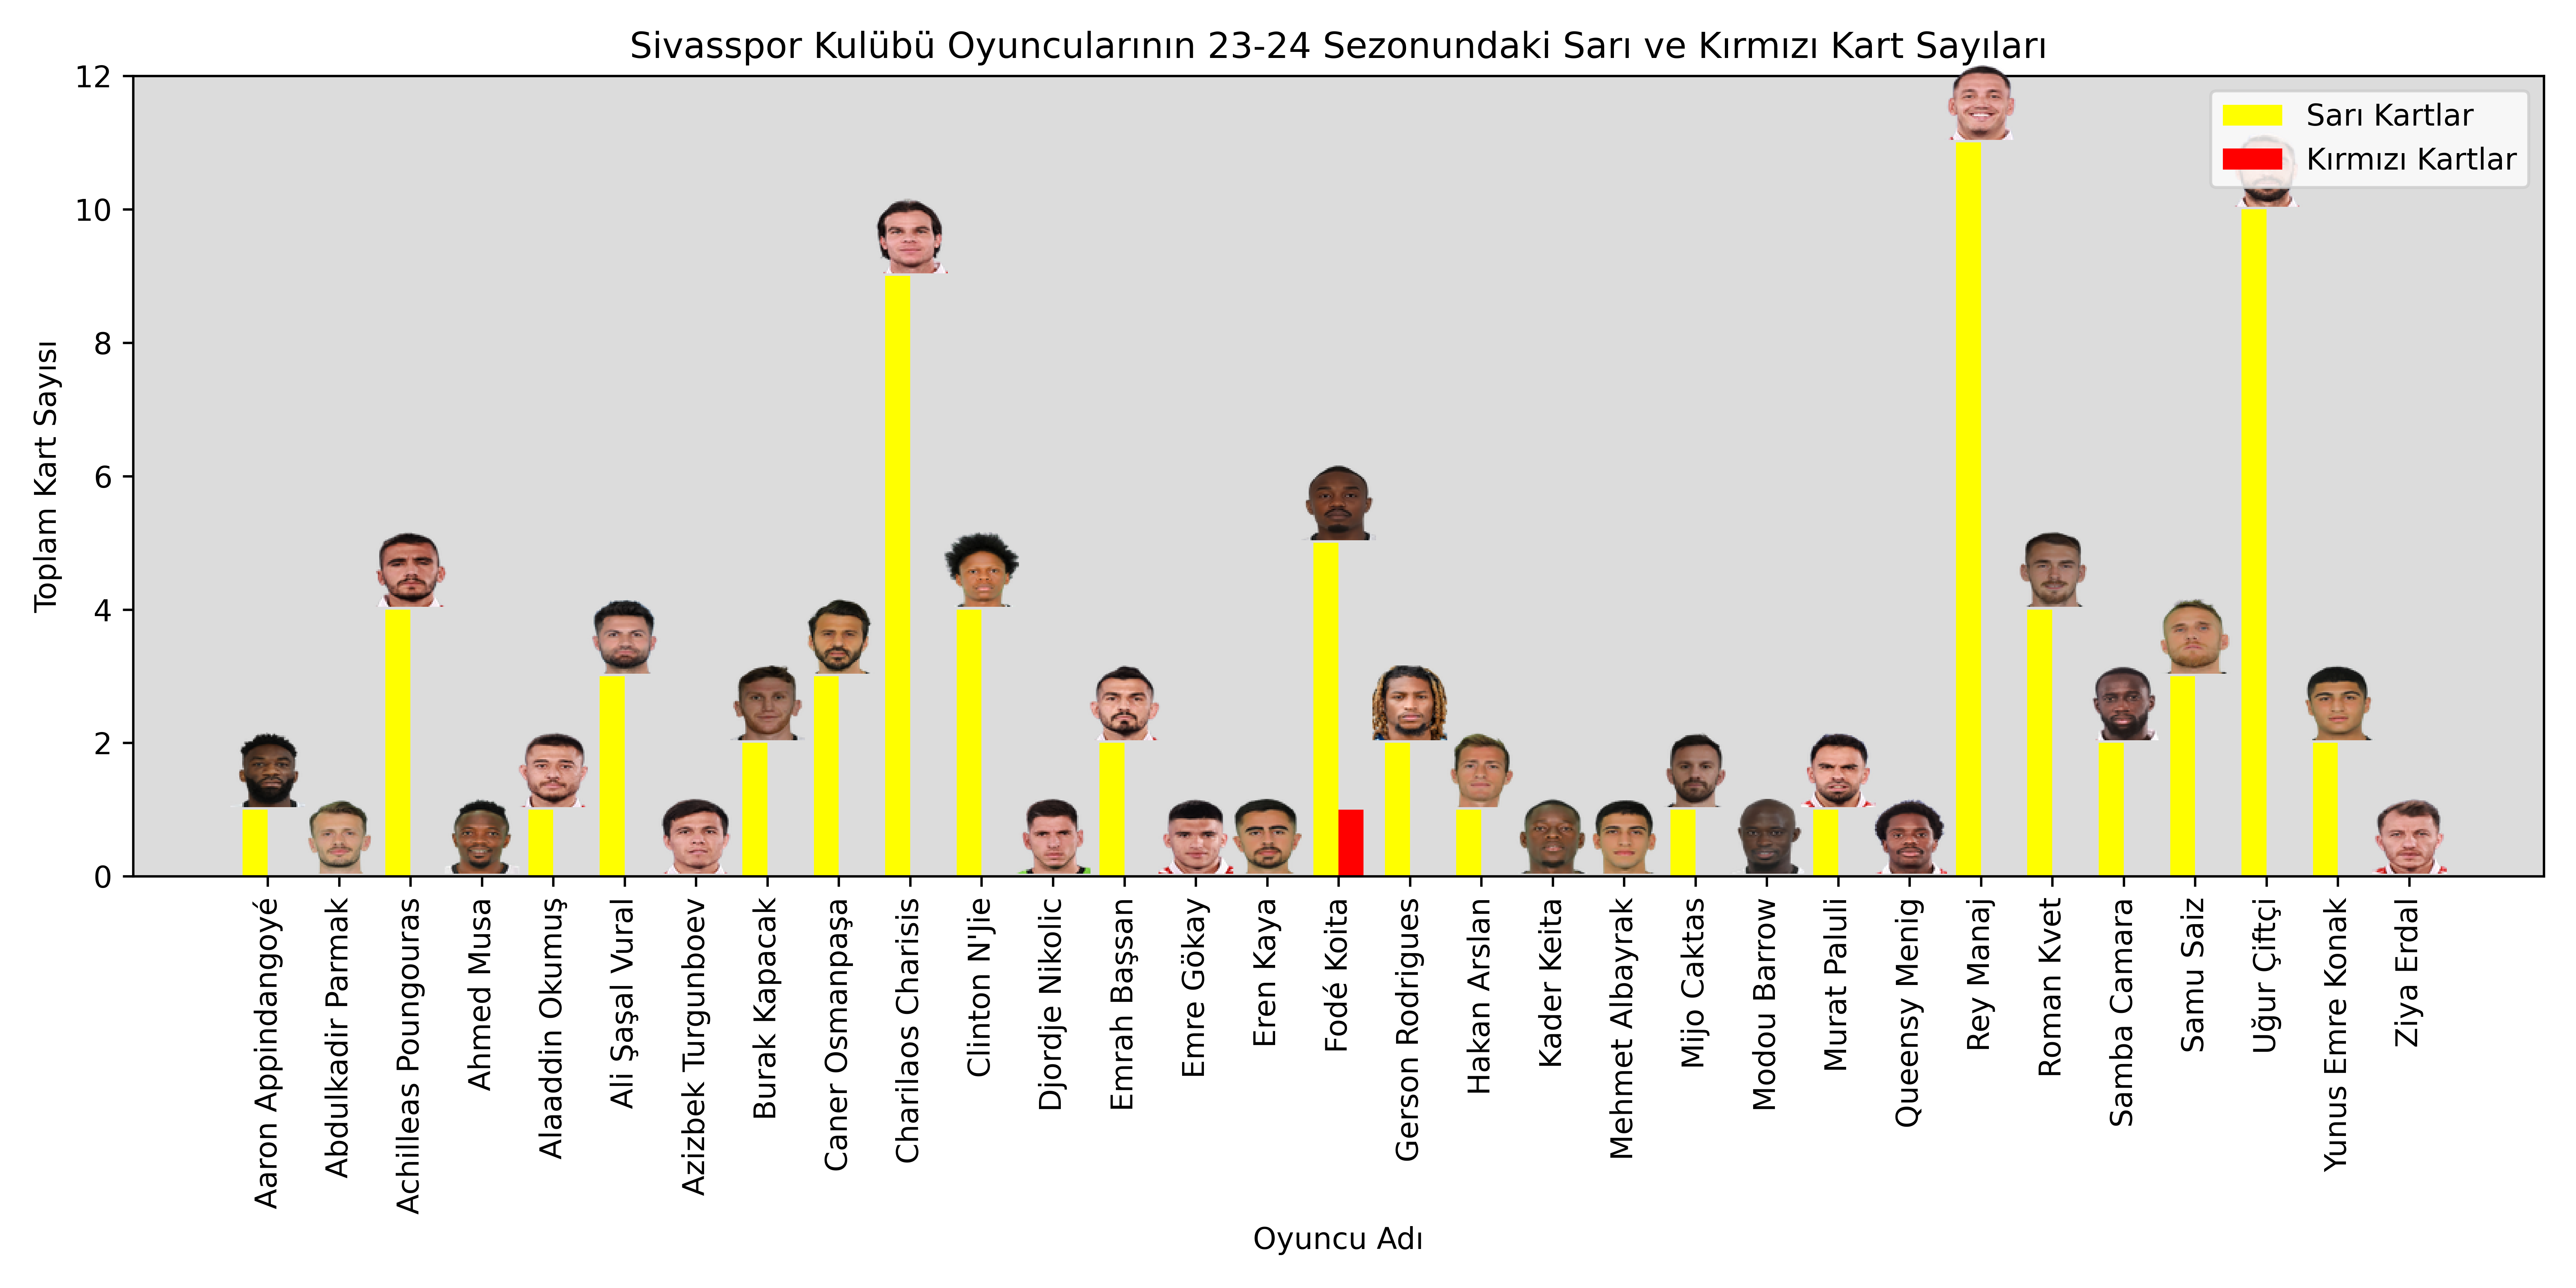 Sivasspor Kulübü Oyuncularının 23-24 Sezonundaki Sarı ve Kırmızı Kart Sayıları
Sarı Kartlar
Kırmızı Kartlar
Toplam Kart Sayısı
12
10
8
6
4
2
0
Aaron Appindangoyé
Abdulkadir Parmak
Achilleas Poungouras
Ahmed Musa
Alaaddin Okumuş
Ali Şaşal Vural
Azizbek Turgunboev
Burak Kapacak
Caner Osmanpaşa
Charilaos Charisis
Clinton N'Jie
Djordje Nikolic
Emrah Başsan
Emre Gökay
Eren Kaya
Fodé Koita
Gerson Rodrigues
Hakan Arslan
Kader Keita
Mehmet Albayrak
Mijo Caktas
Modou Barrow
Murat Paluli
Queensy Menig
Rey Manaj
Roman Kvet
Samba Camara
Samu Saiz
Uğur Çiftçi
Yunus Emre Konak
Ziya Erdal
Oyuncu Adı